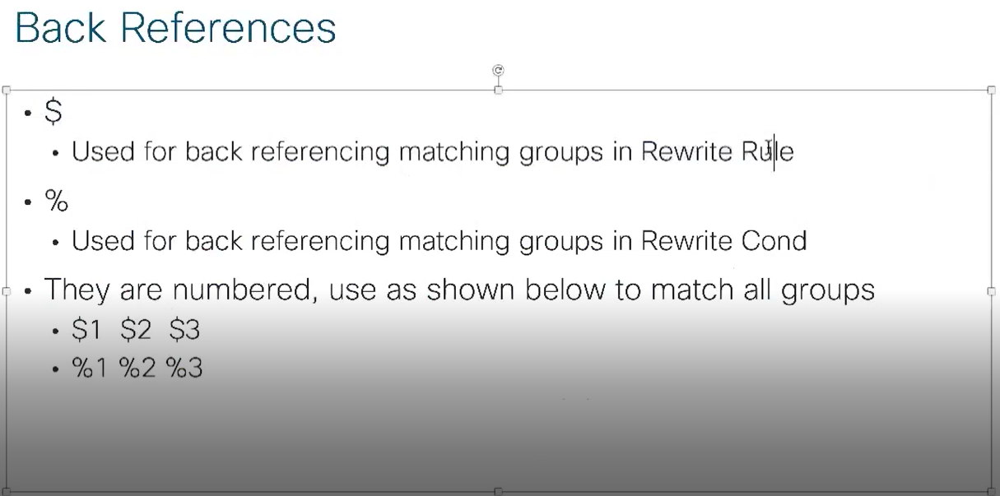 Back References
• $
• Used for back referencing matching groups in Rewrite Rule
• %
• Used for back referencing matching groups in Rewrite Cond
• They are numbered, use as shown below to match all groups
• $1 $2 $3
• %1 %2 %3